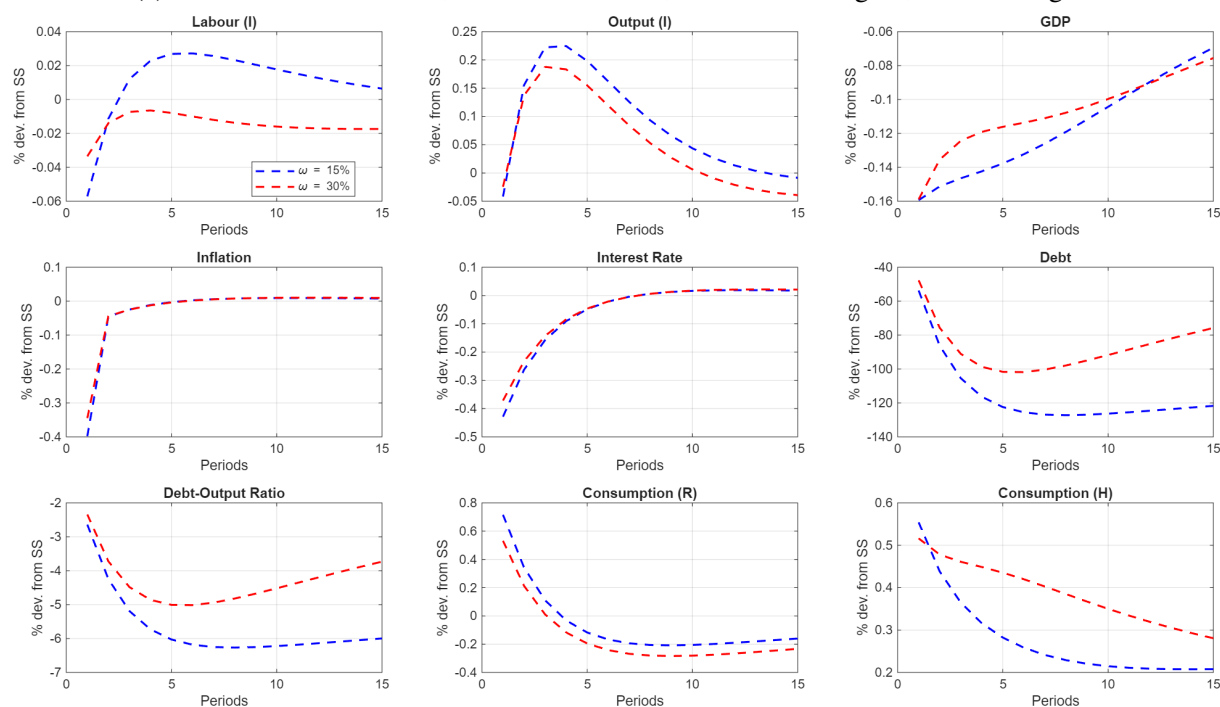 Labour (I)
% dev. from SS
0.04
0.02
0
-0.02
-0.04
-0.06
0 5 10 15
Periods
ω = 15%
ω = 30%
Output (I)
% dev. from SS
0.25
0.2
0.15
0.1
0.05
0
-0.05
0 5 10 15
Periods
GDP
% dev. from SS
-0.06
-0.08
-0.1
-0.12
-0.14
-0.16
0 5 10 15
Periods
Inflation
% dev. from SS
0.1
0
-0.1
-0.2
-0.3
-0.4
0 5 10 15
Periods
Interest Rate
% dev. from SS
0.1
0
-0.1
-0.2
-0.3
-0.4
-0.5
0 5 10 15
Periods
Debt
% dev. from SS
-40
-60
-80
-100
-120
-140
0 5 10 15
Periods
Debt-Output Ratio
% dev. from SS
-2
-3
-4
-5
-6
-7
0 5 10 15
Periods
Consumption (R)
% dev. from SS
0.8
0.6
0.4
0.2
0
-0.2
-0.4
0 5 10 15
Periods
Consumption (H)
% dev. from SS
0.6
0.5
0.4
0.3
0.2
0 5 10 15
Periods